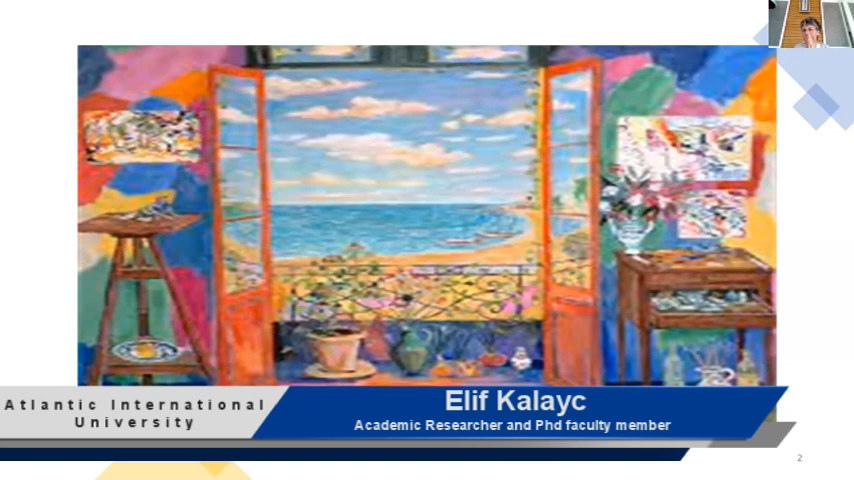 Atlantic International
University
Elif Kalayc
Academic Researcher and Phd faculty member
2